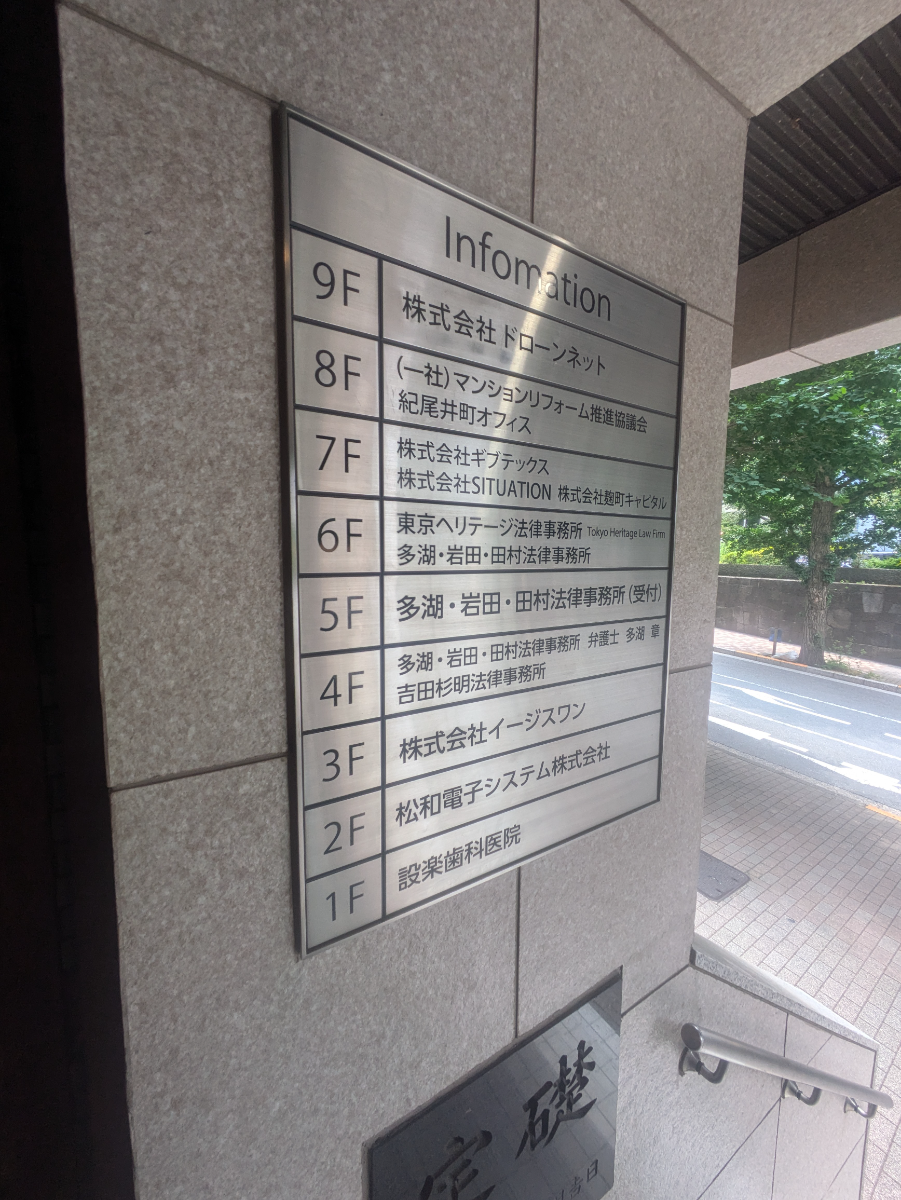 Infomation
9F 株式会社 ドローンネット
8F (一社)マンションリフォーム推進協議会
紀尾井町オフィス
7F 株式会社ギブテックス
株式会社SITUATION 株式会社麹町キャピタル
6F 東京ヘリテージ法律事務所 Tokyo Heritage Law Firm
多湖・岩田・田村法律事務所
5F 多湖・岩田・田村法律事務所(受付)
4F 多湖・岩田・田村法律事務所 弁護士 多湖 章
吉田杉明法律事務所
3F 株式会社イージスワン
2F 松和電子システム株式会社
1F 設楽歯科医院
定礎